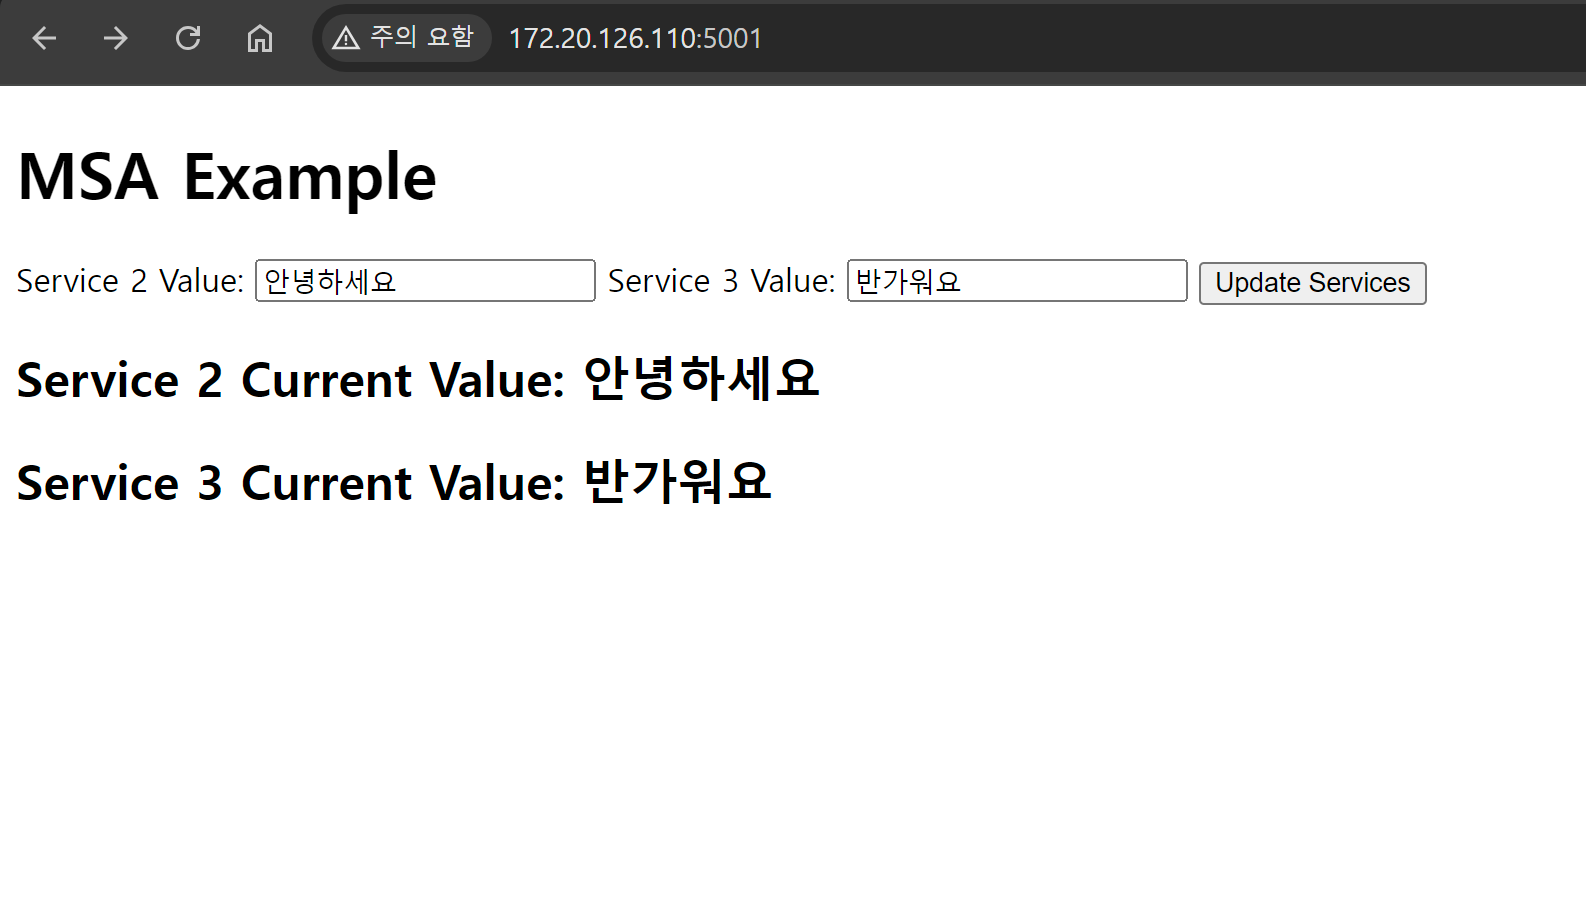 주의 요함 172.20.126.110:5001
MSA Example
Service 2 Value: 안녕하세요 Service 3 Value: 반가워요 Update Services
Service 2 Current Value: 안녕하세요
Service 3 Current Value: 반가워요